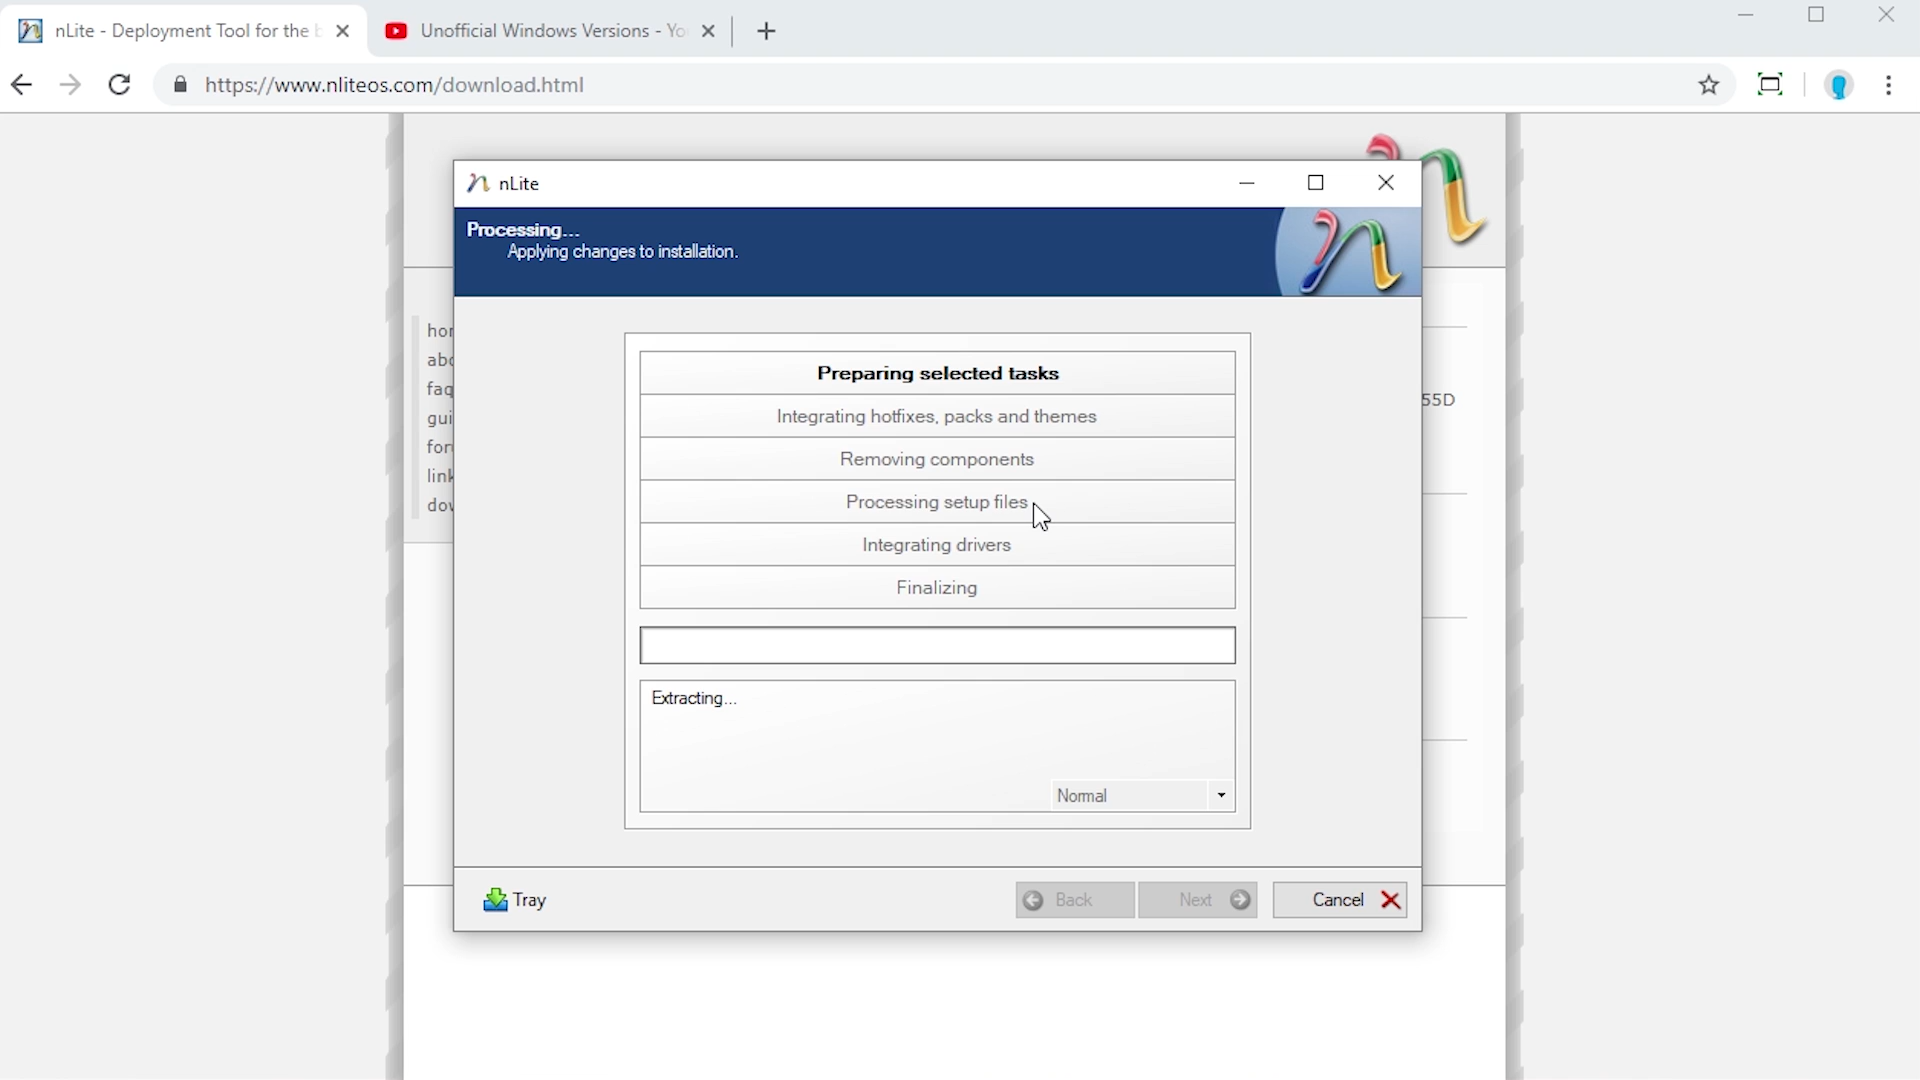 nLite - Deployment Tool for the
Unofficial Windows Versions - Yo
https://www.nliteos.com/download.html
nLite
Processing...
Applying changes to installation.
Preparing selected tasks
Integrating hotfixes, packs and themes
Removing components
Processing setup files
Integrating drivers
Finalizing
Extracting...
Normal
Tray
Back
Next
Cancel
55D